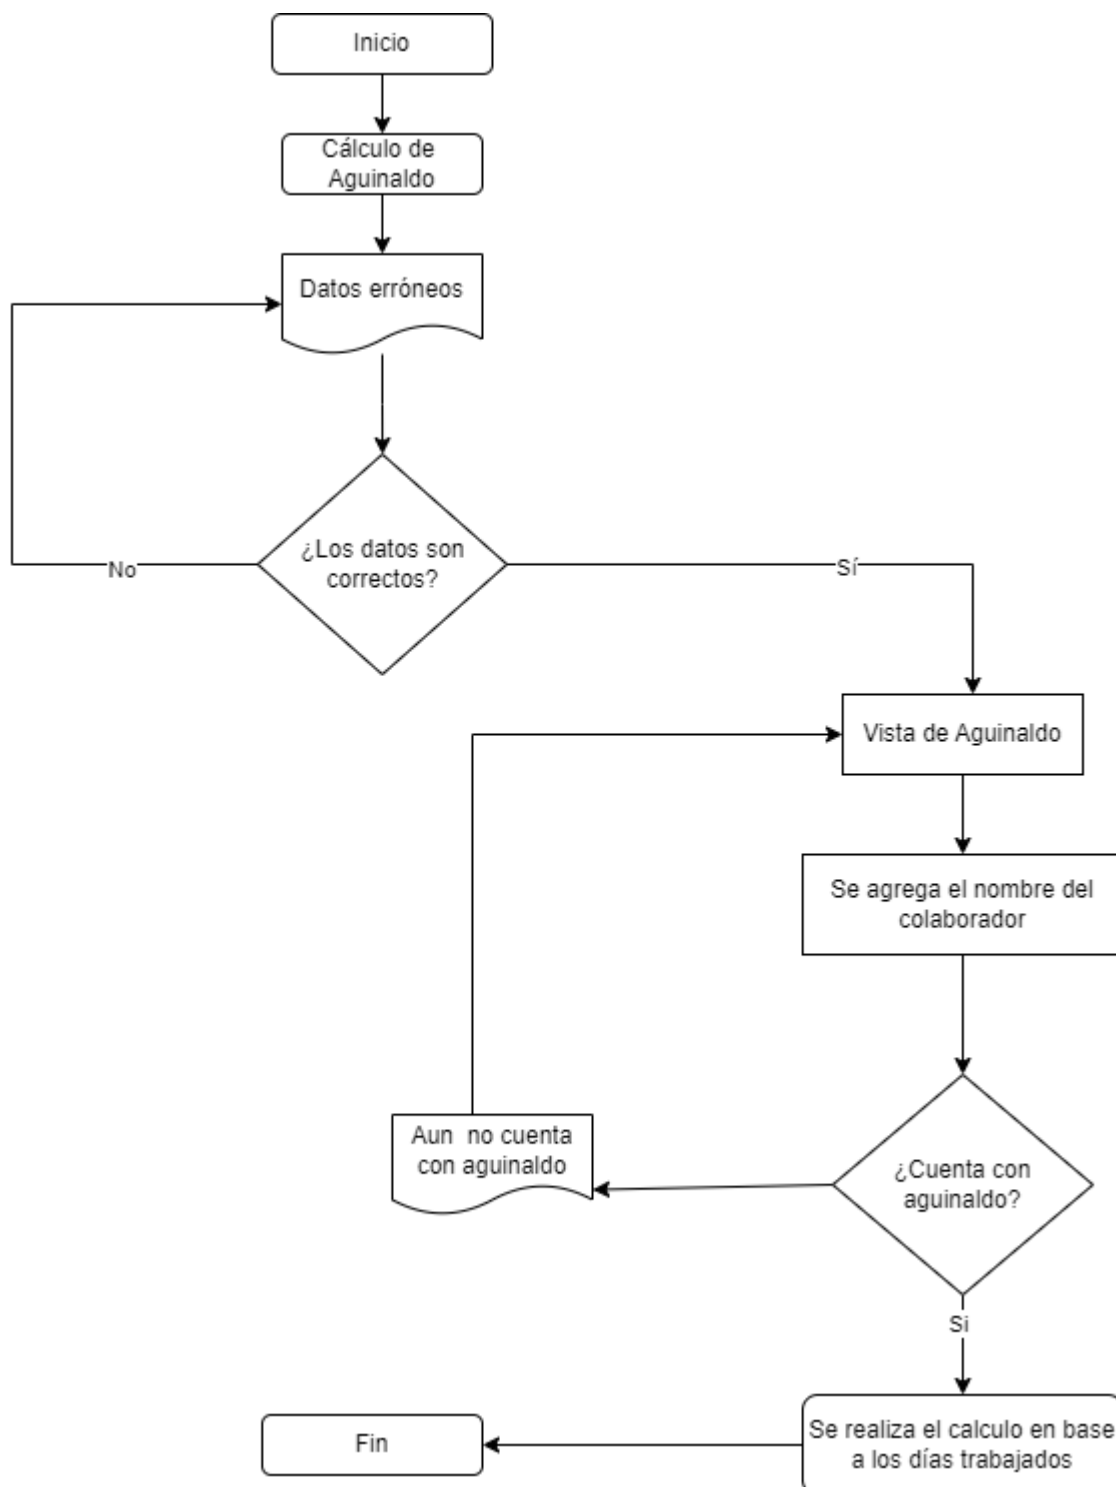 Inicio
Cálculo de
Aguinaldo
Datos erróneos
¿Los datos son
correctos?
No
Sí
Vista de Aguinaldo
Se agrega el nombre del
colaborador
¿Cuenta con
aguinaldo?
Aun  no cuenta
con aguinaldo
Si
Se realiza el calculo en base
a los días trabajados
Fin